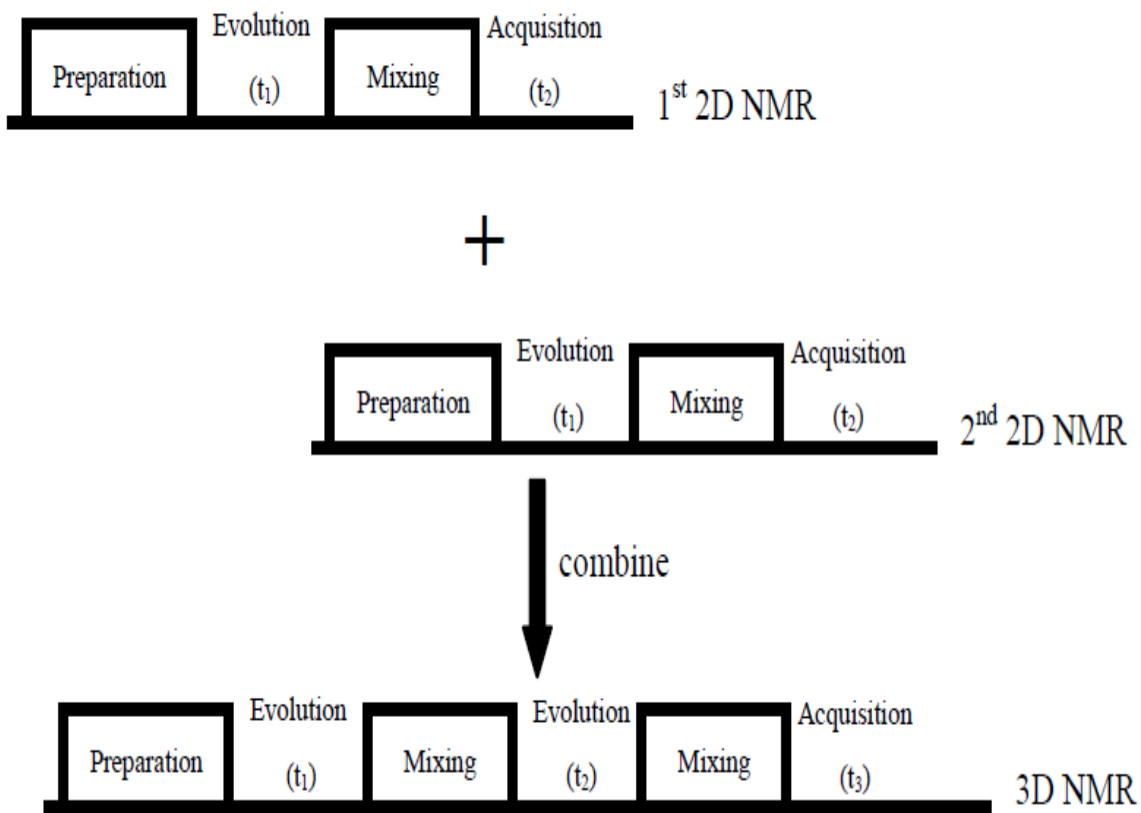 Evolution Acquisition
Preparation (t₁) Mixing (t₂)
1ˢᵗ 2D NMR
+
Evolution Acquisition
Preparation (t₁) Mixing (t₂)
2ⁿᵈ 2D NMR
combine
Evolution Evolution Acquisition
Preparation (t₁) Mixing (t₂) Mixing (t₃)
3D NMR